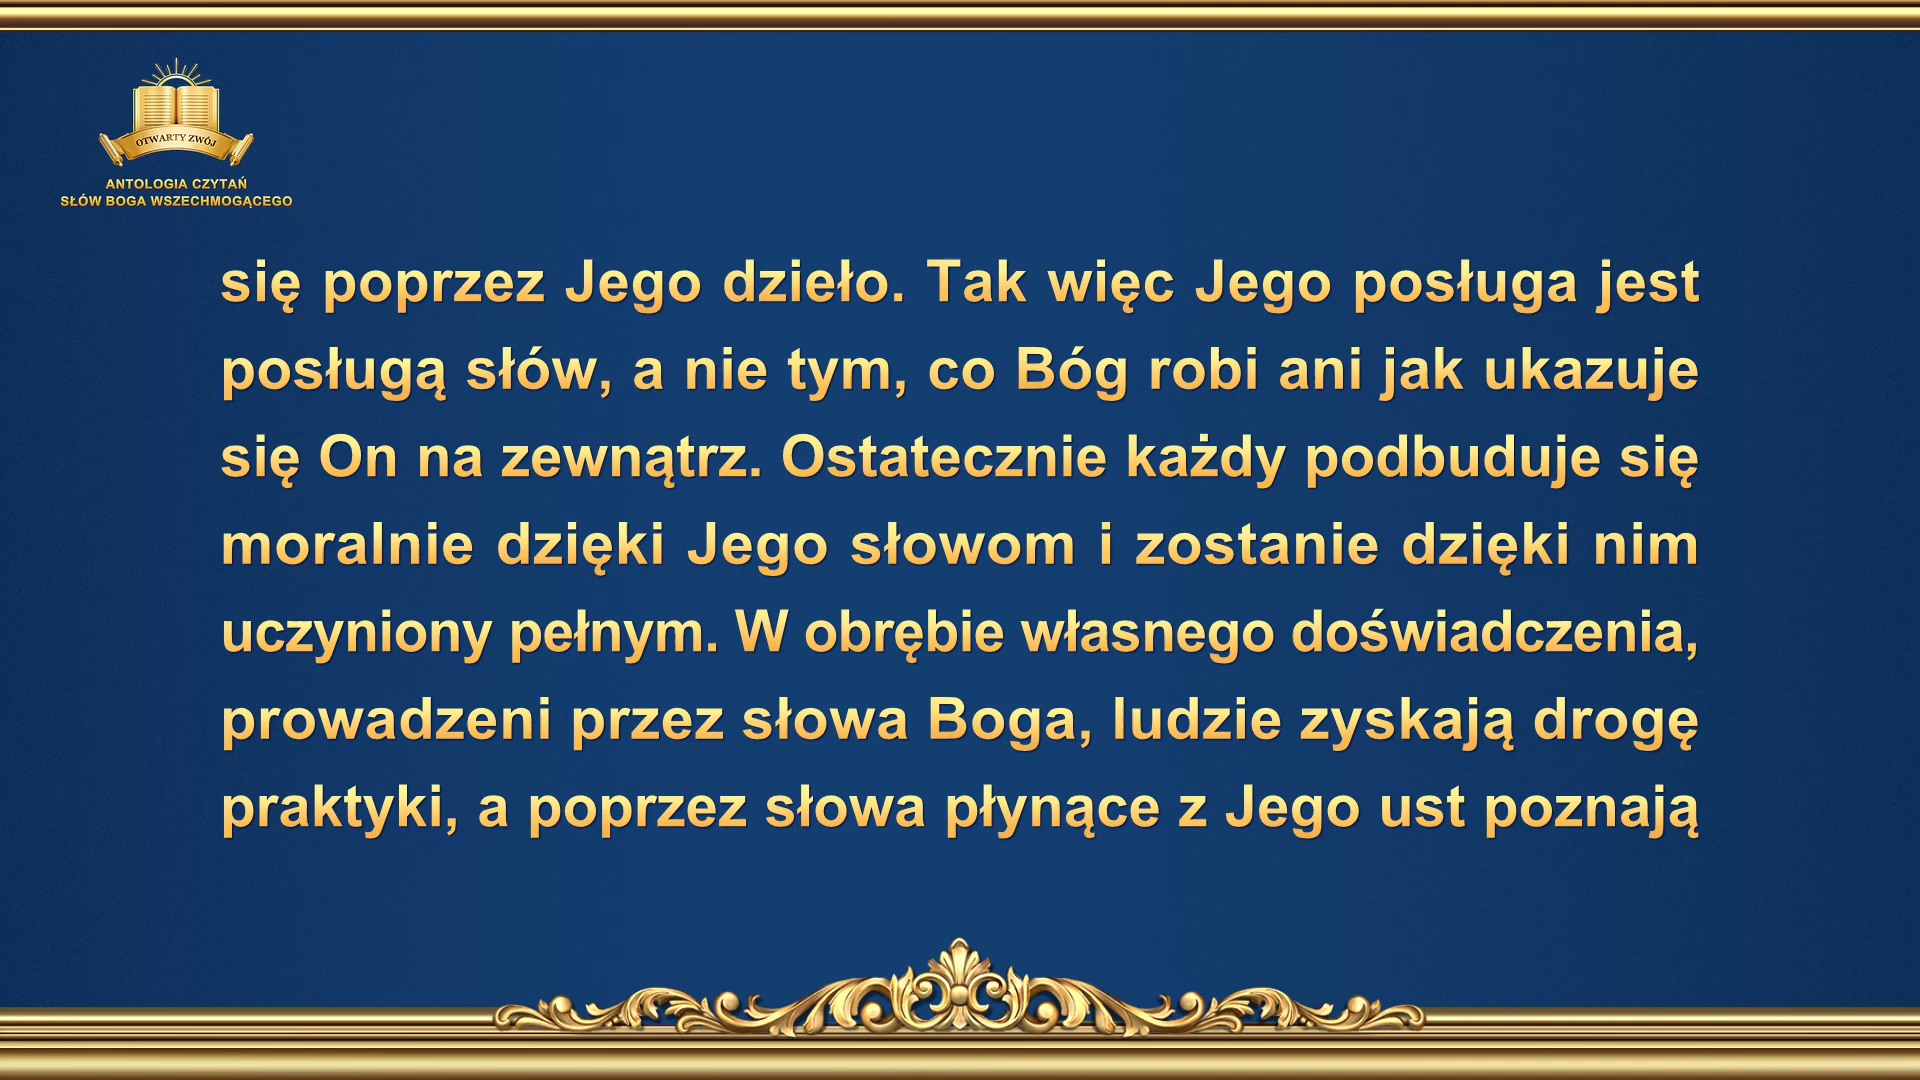 OTWARTY ZWÓJ
ANTOLOGIA CZYTAŃ
SŁÓW BOGA WSZECHMOGĄCEGO
się poprzez Jego dzieło. Tak więc Jego posługa jest
posługą słów, a nie tym, co Bóg robi ani jak ukazuje
się On na zewnątrz. Ostatecznie każdy podbuduje się
moralnie dzięki Jego słowom i zostanie dzięki nim
uczyniony pełnym. W obrębie własnego doświadczenia,
prowadzeni przez słowa Boga, ludzie zyskają drogę
praktyki, a poprzez słowa płynące z Jego ust poznają